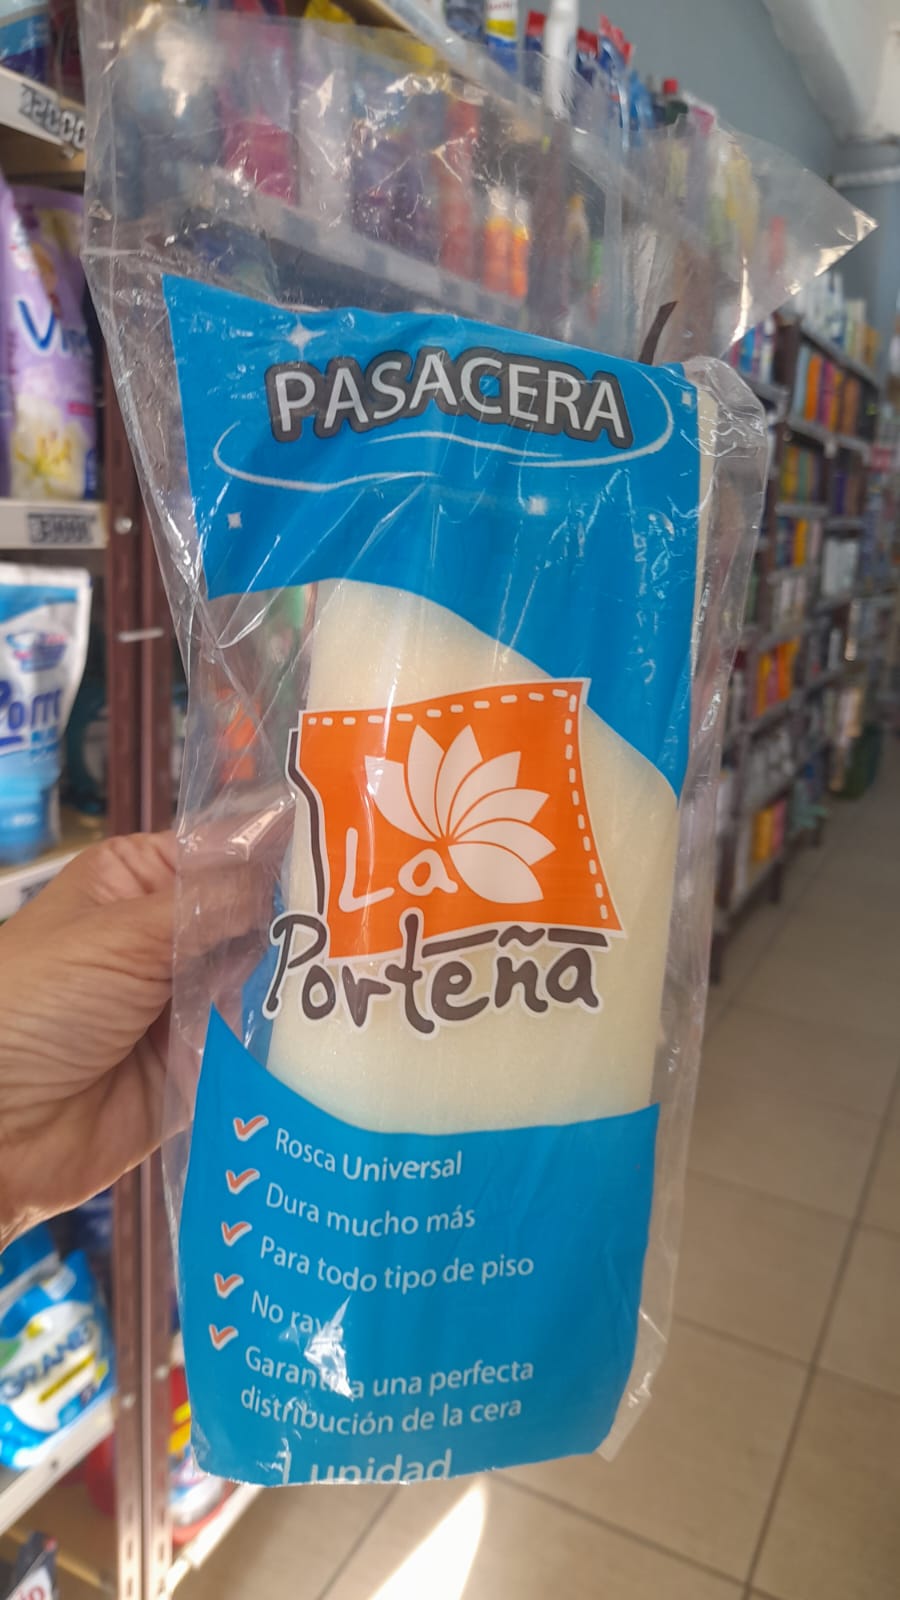 PASACERA
La
Porteña
Rosca Universal
Dura mucho más
Para todo tipo de piso
No raya
Garantiza una perfecta
distribución de la cera
1 unidad
GRANBY